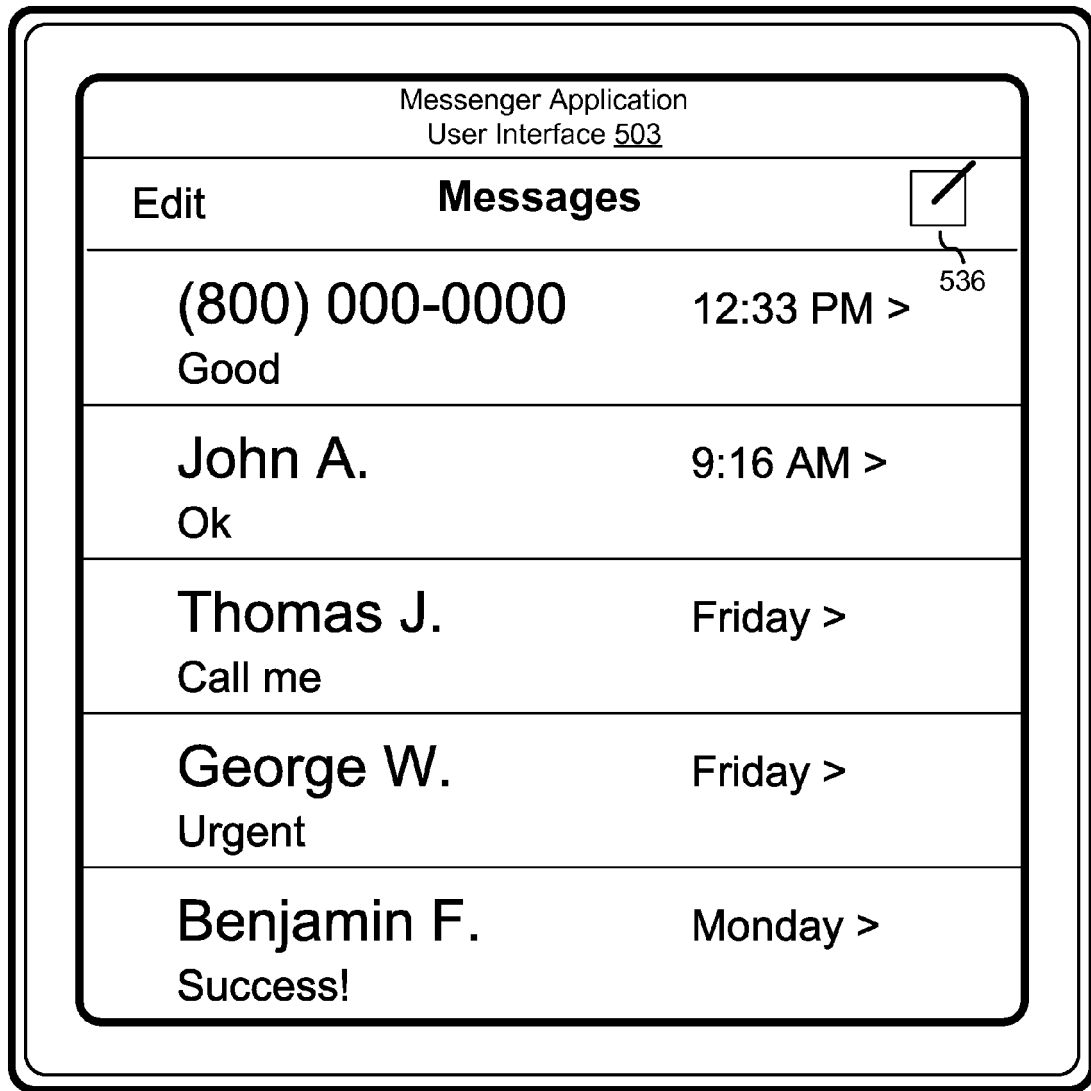 Messenger Application
User Interface 503
Edit Messages
536
(800) 000-0000 12:33 PM >
Good
John A. 9:16 AM >
Ok
Thomas J. Friday >
Call me
George W. Friday >
Urgent
Benjamin F. Monday >
Success!